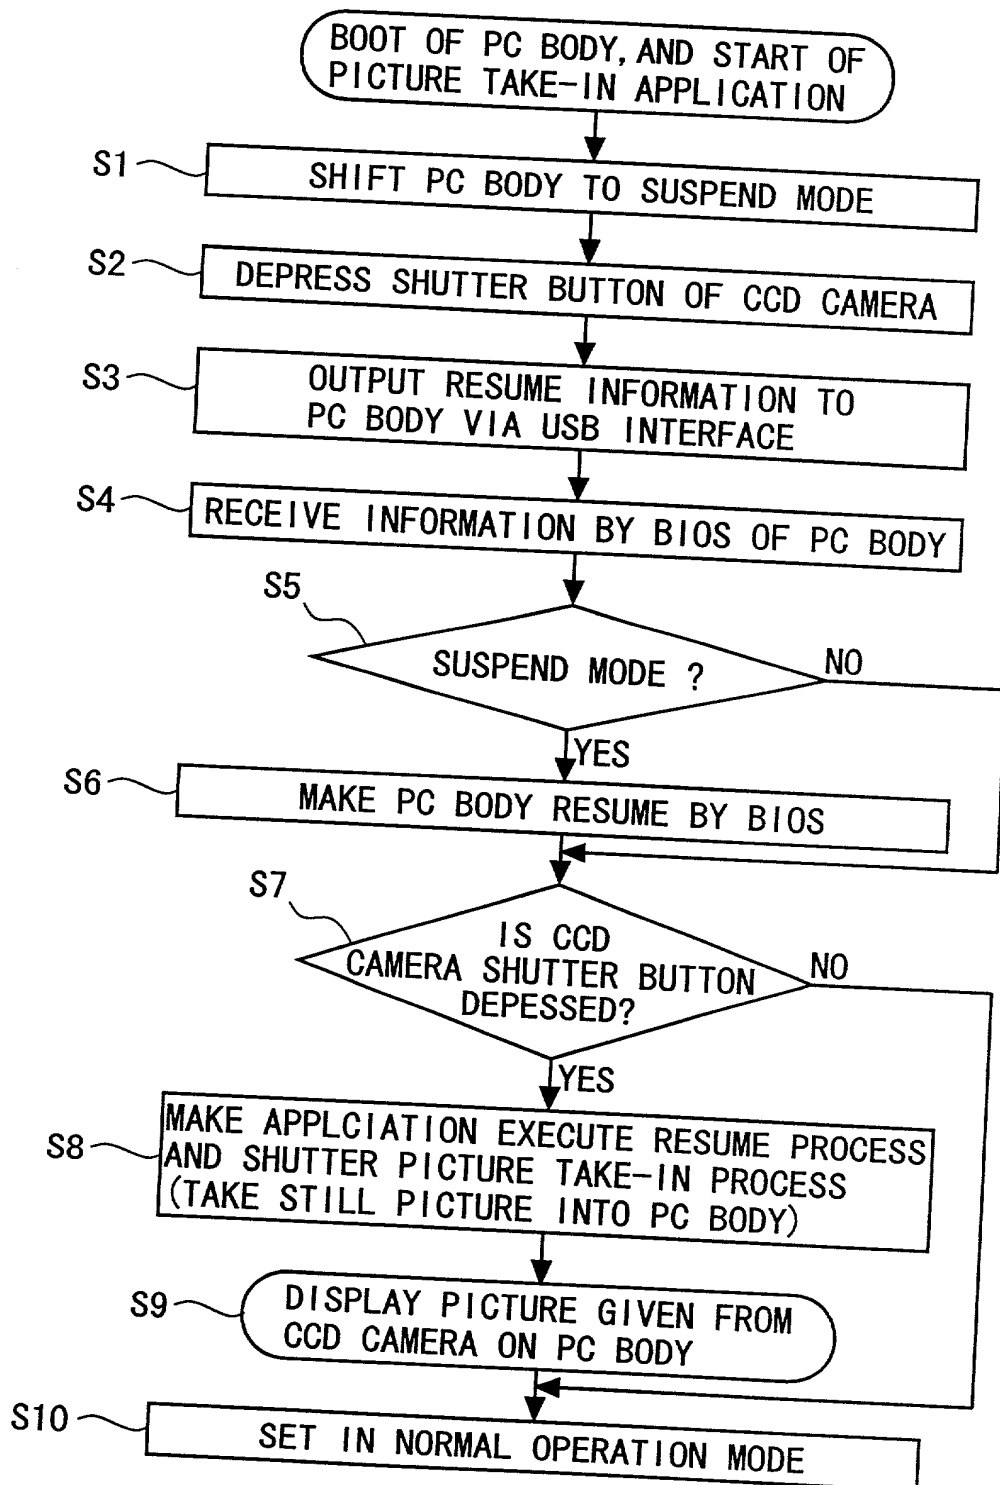 BOOT OF PC BODY, AND START OF
PICTURE TAKE-IN APPLICATION
S1
SHIFT PC BODY TO SUSPEND MODE
S2
DEPRESS SHUTTER BUTTON OF CCD CAMERA
S3
OUTPUT RESUME INFORMATION TO
PC BODY VIA USB INTERFACE
S4
RECEIVE INFORMATION BY BIOS OF PC BODY
S5
SUSPEND MODE ?
NO
YES
S6
MAKE PC BODY RESUME BY BIOS
S7
IS CCD
CAMERA SHUTTER BUTTON
DEPESSED?
NO
YES
S8
MAKE APPLCIATION EXECUTE RESUME PROCESS
AND SHUTTER PICTURE TAKE-IN PROCESS
(TAKE STILL PICTURE INTO PC BODY)
S9
DISPLAY PICTURE GIVEN FROM
CCD CAMERA ON PC BODY
S10
SET IN NORMAL OPERATION MODE